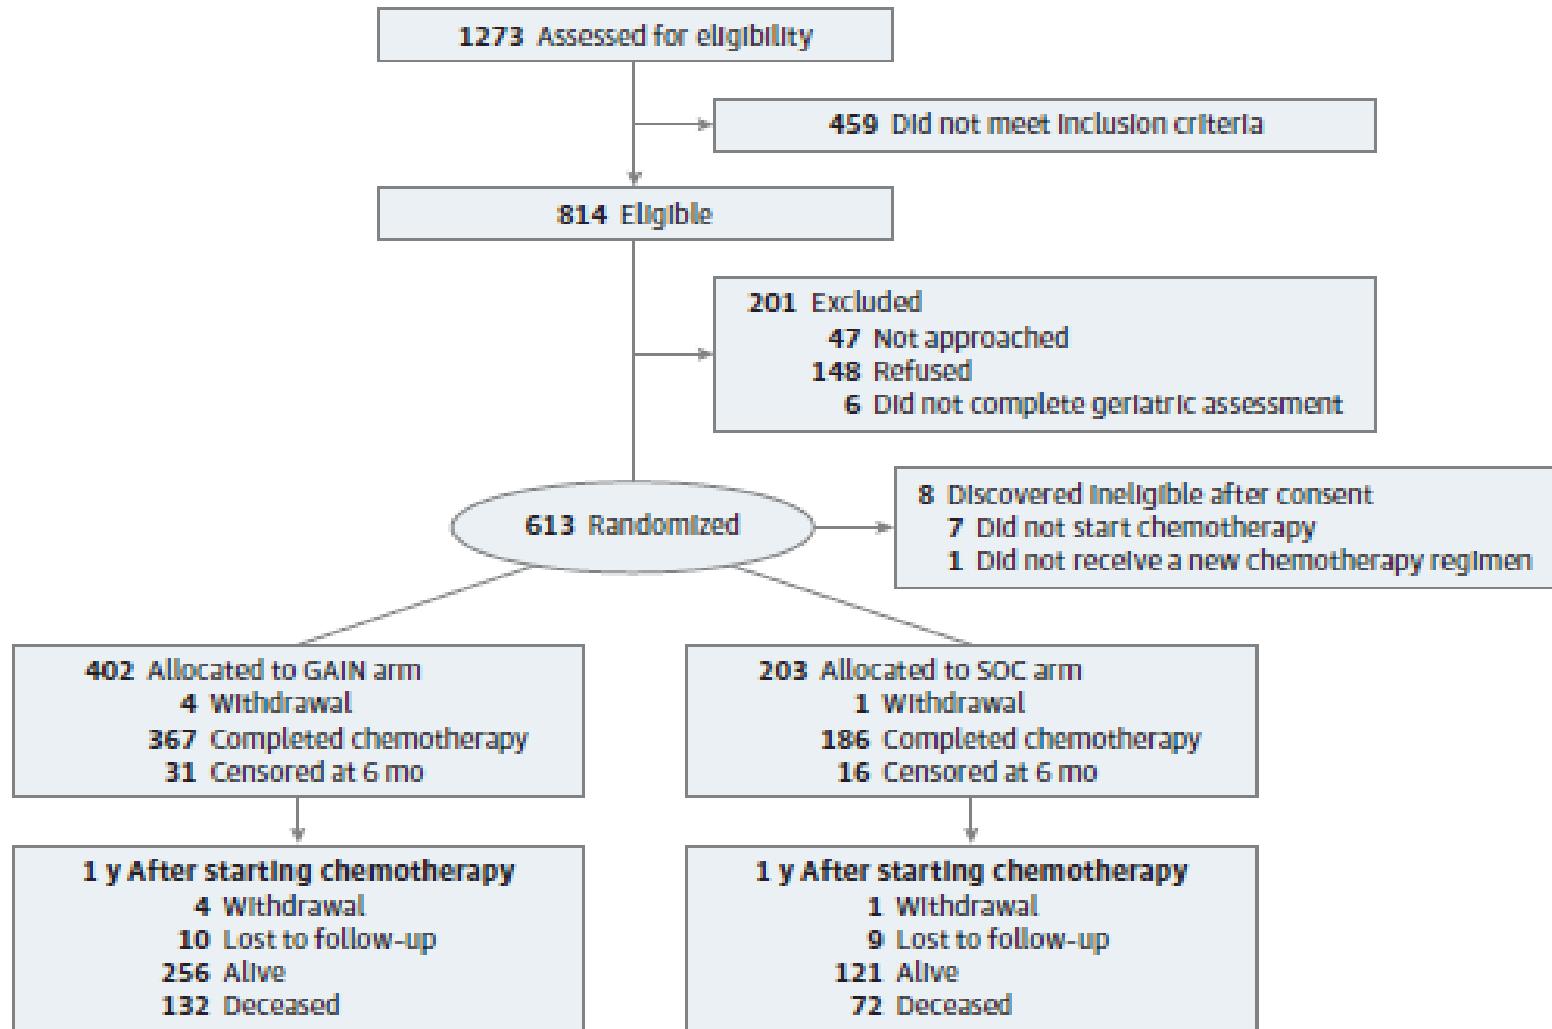 1273 Assessed for eligibility
459 Did not meet inclusion criteria
814 Eligible
201 Excluded
47 Not approached
148 Refused
6 Did not complete geriatric assessment
613 Randomized
8 Discovered ineligible after consent
7 Did not start chemotherapy
1 Did not receive a new chemotherapy regimen
402 Allocated to GAIN arm
4 Withdrawal
367 Completed chemotherapy
31 Censored at 6 mo
203 Allocated to SOC arm
1 Withdrawal
186 Completed chemotherapy
16 Censored at 6 mo
1 y After starting chemotherapy
4 Withdrawal
10 Lost to follow-up
256 Alive
132 Deceased
1 y After starting chemotherapy
1 Withdrawal
9 Lost to follow-up
121 Alive
72 Deceased